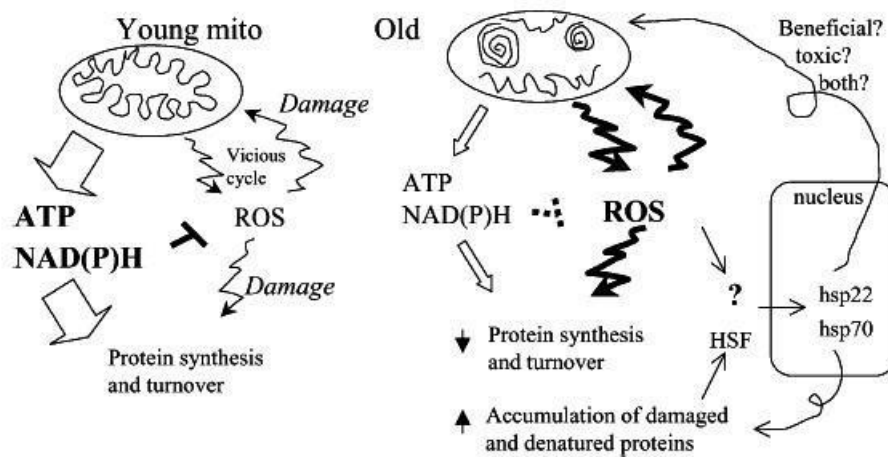 Young mito
Damage
Vicious
cycle
ATP
NAD(P)H
ROS
Damage
Protein synthesis
and turnover
Old
Beneficial?
toxic?
both?
ATP
NAD(P)H
ROS
nucleus
?
HSF
hsp22
hsp70
Protein synthesis
and turnover
Accumulation of damaged
and denatured proteins